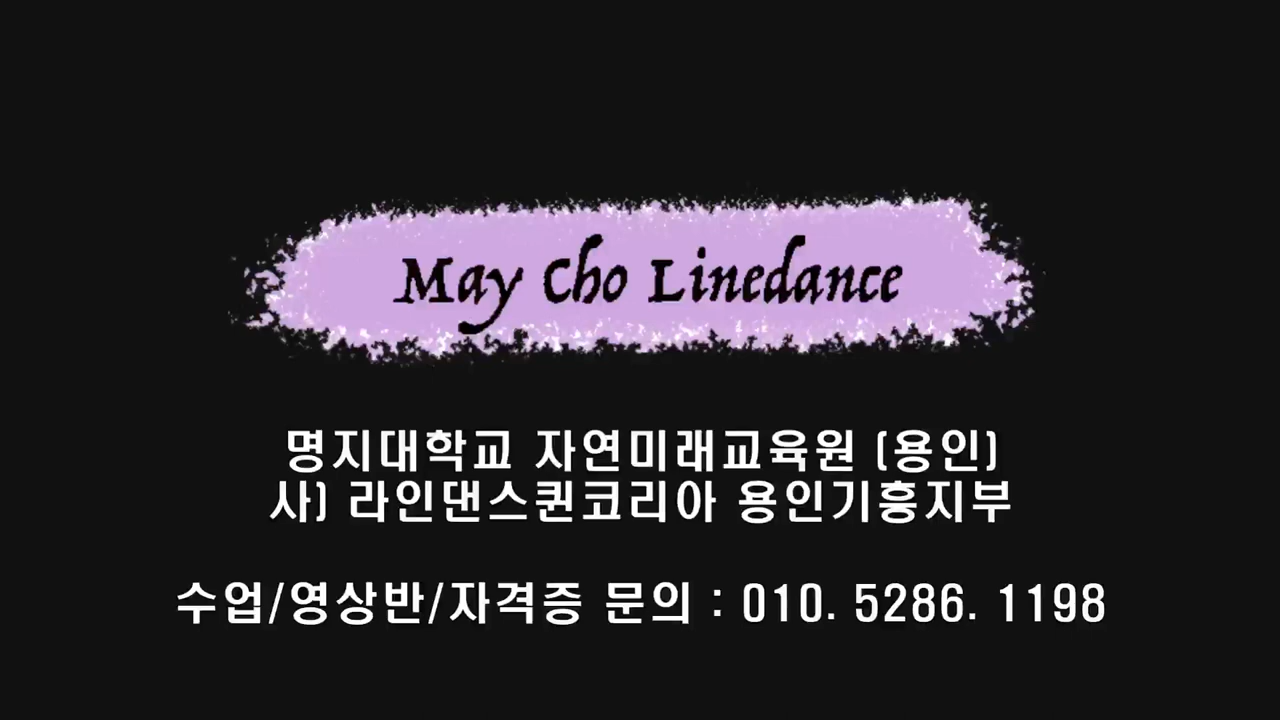 May Cho Linedance
명지대학교 자연미래교육원 (용인)
사) 라인댄스퀸코리아 용인기흥지부
수업/영상반/자격증 문의 : 010. 5286. 1198